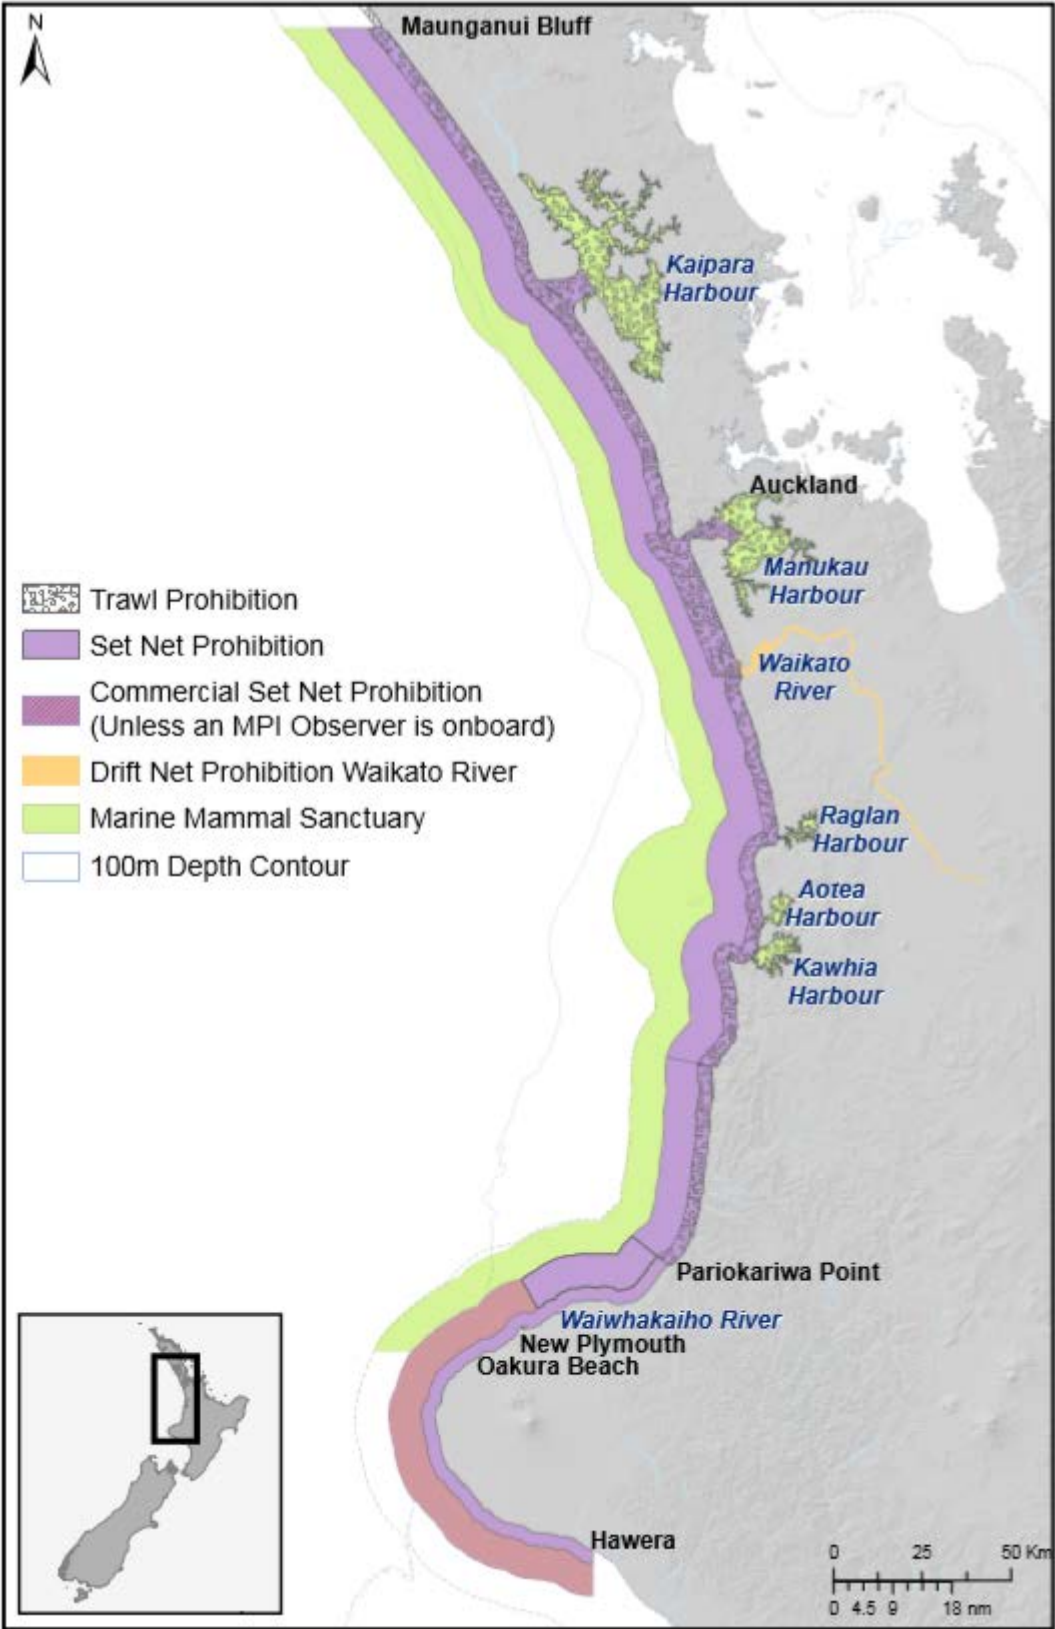 N
Maunganui Bluff
Kaipara
Harbour
Auckland
Manukau
Harbour
Trawl Prohibition
Set Net Prohibition
Commercial Set Net Prohibition
(Unless an MPI Observer is onboard)
Drift Net Prohibition Waikato River
Marine Mammal Sanctuary
100m Depth Contour
Waikato
River
Raglan
Harbour
Aotea
Harbour
Kawhia
Harbour
Pariokariwa Point
Waiwhakaiho River
New Plymouth
Oakura Beach
Hawera
0 25 50 Km
0 4.5 9 18 nm